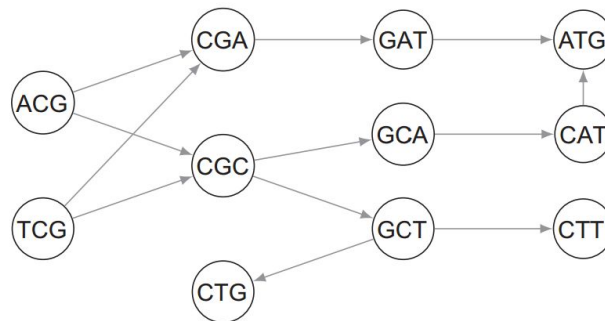 CGA GAT ATG
ACG
GCA CAT
CGC
TCG GCT CTT
CTG